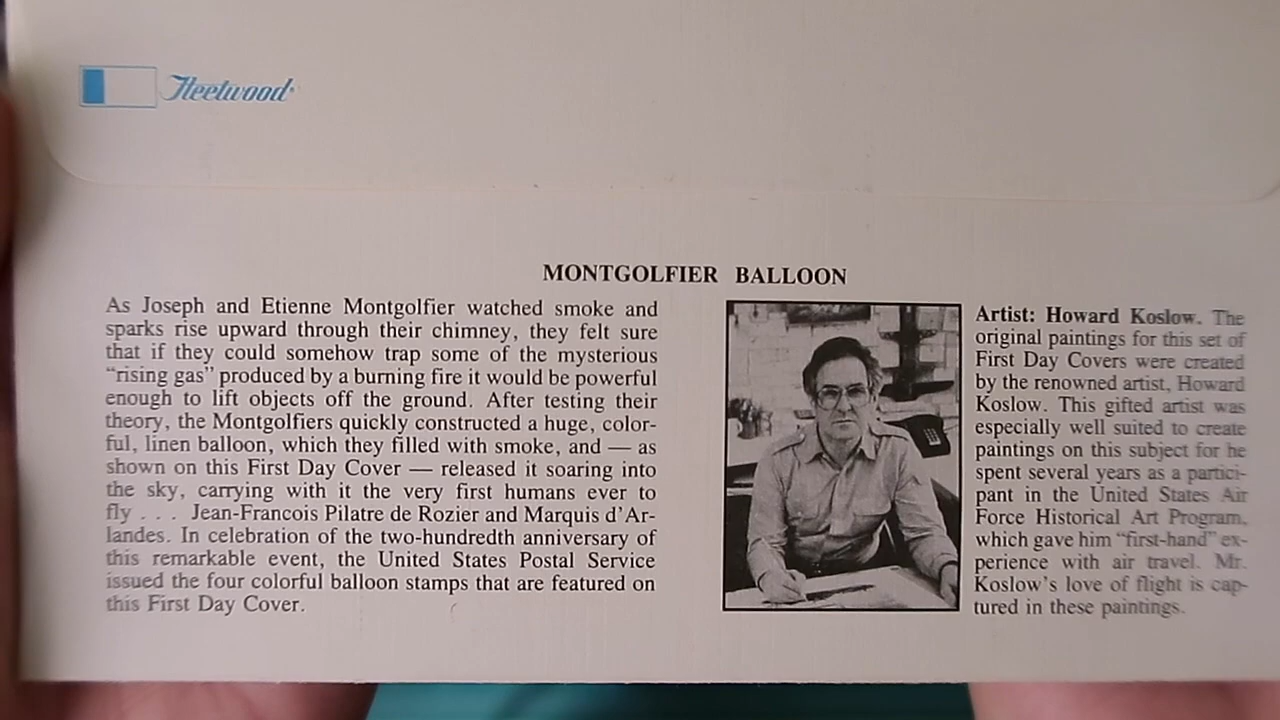 Fleetwood
MONTGOLFIER BALLOON
As Joseph and Etienne Montgolfier watched smoke and
sparks rise upward through their chimney, they felt sure
that if they could somehow trap some of the mysterious
“rising gas” produced by a burning fire it would be powerful
enough to lift objects off the ground. After testing their
theory, the Montgolfiers quickly constructed a huge, color-
ful, linen balloon, which they filled with smoke, and — as
shown on this First Day Cover — released it soaring into
the sky, carrying with it the very first humans ever to
fly . . . Jean-Francois Pilatre de Rozier and Marquis d’Ar-
landes. In celebration of the two-hundredth anniversary of
this remarkable event, the United States Postal Service
issued the four colorful balloon stamps that are featured on
this First Day Cover.
Artist: Howard Koslow. The
original paintings for this set of
First Day Covers were created
by the renowned artist, Howard
Koslow. This gifted artist was
especially well suited to create
paintings on this subject for he
spent several years as a partici-
pant in the United States Air
Force Historical Art Program,
which gave him “first-hand” ex-
perience with air travel. Mr.
Koslow’s love of flight is cap-
tured in these paintings.